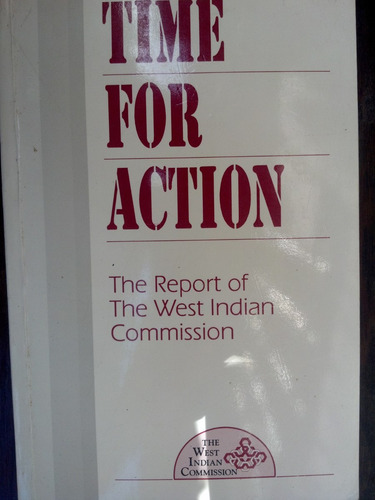 TIME
FOR
ACTION
The Report of
The West Indian
Commission
THE
WEST
INDIAN
COMMISSION